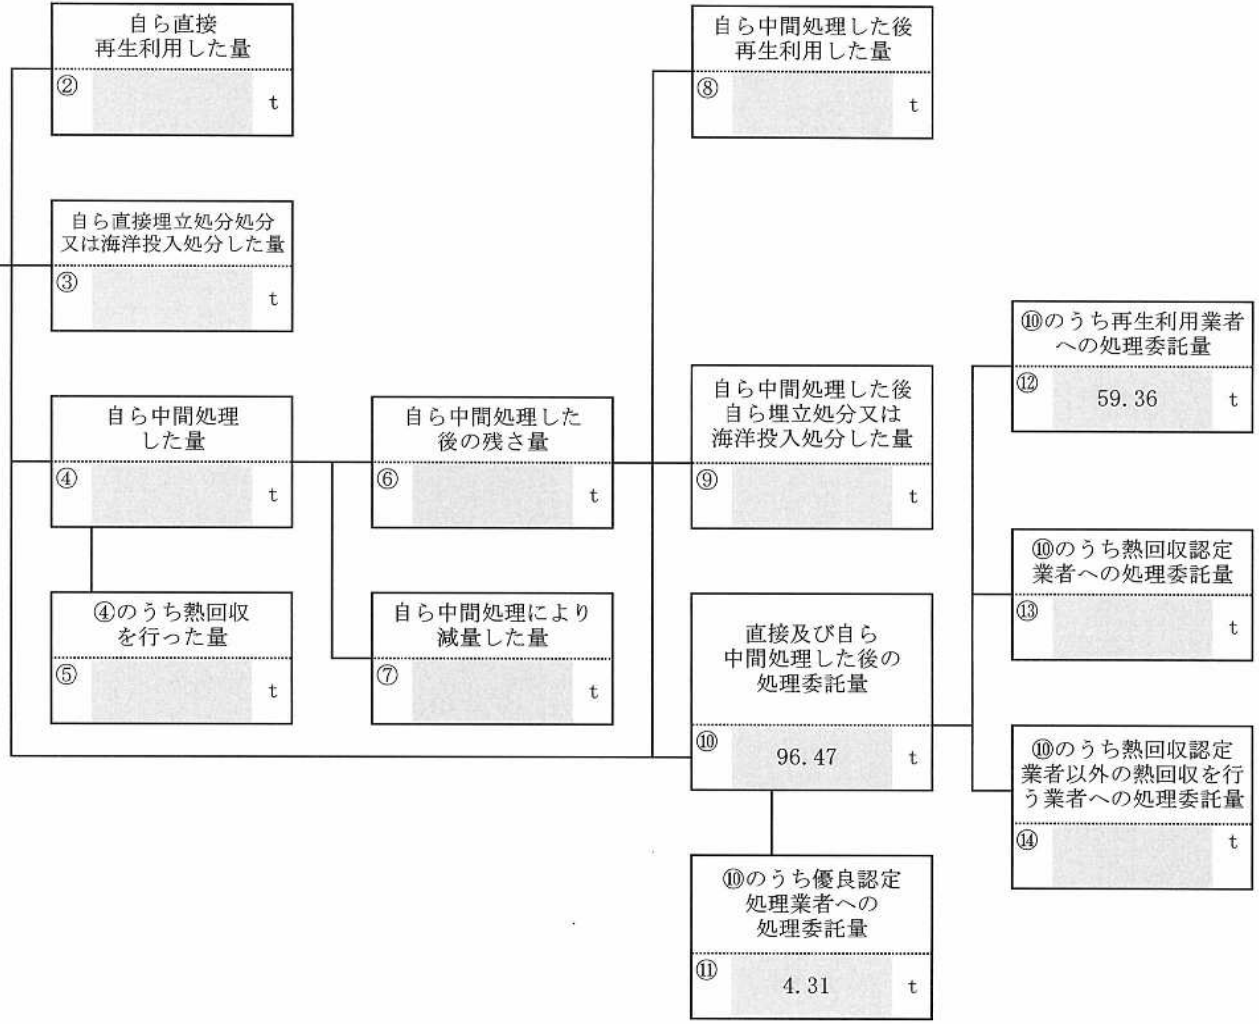 自ら直接
再生利用した量
②
t
自ら直接埋立処分処分
又は海洋投入処分した量
③
t
自ら中間処理
した量
④
t
④のうち熱回収
を行った量
⑤
t
自ら中間処理した
後の残さ量
⑥
t
自ら中間処理により
減量した量
⑦
t
自ら中間処理した後
再生利用した量
⑧
t
自ら中間処理した後
自ら埋立処分又は
海洋投入処分した量
⑨
t
直接及び自ら
中間処理した後の
処理委託量
⑩ 96.47 t
⑩のうち優良認定
処理業者への
処理委託量
⑪ 4.31 t
⑩のうち再生利用業者
への処理委託量
⑫ 59.36 t
⑩のうち熱回収認定
業者への処理委託量
⑬
t
⑩のうち熱回収認定
業者以外の熱回収を行
う業者への処理委託量
⑭
t